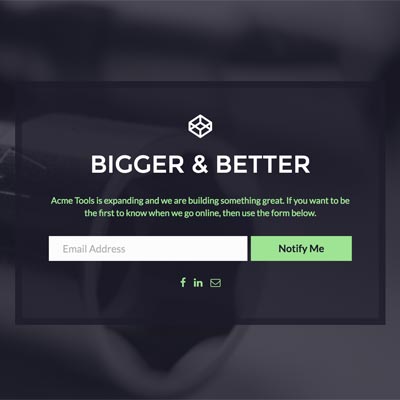 BIGGER & BETTER
Acme Tools is expanding and we are building something great. If you want to be
the first to know when we go online, then use the form below.
Email Address
Notify Me